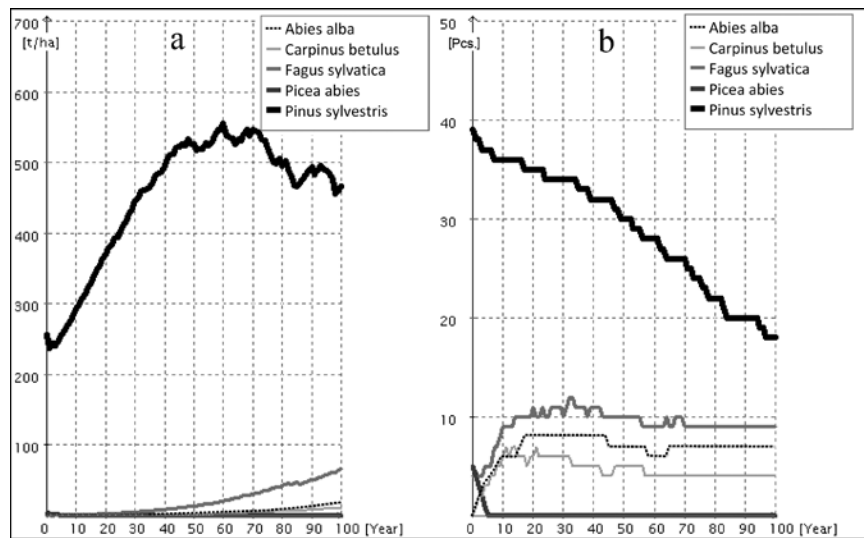 700
[t/ha]
600
500
400
300
200
100
0 10 20 30 40 50 60 70 80 90 100 [Year]
a
Abies alba
Carpinus betulus
Fagus sylvatica
Picea abies
Pinus sylvestris
50
[Pcs.]
40
30
20
10
0 10 20 30 40 50 60 70 80 90 100 [Year]
b
Abies alba
Carpinus betulus
Fagus sylvatica
Picea abies
Pinus sylvestris